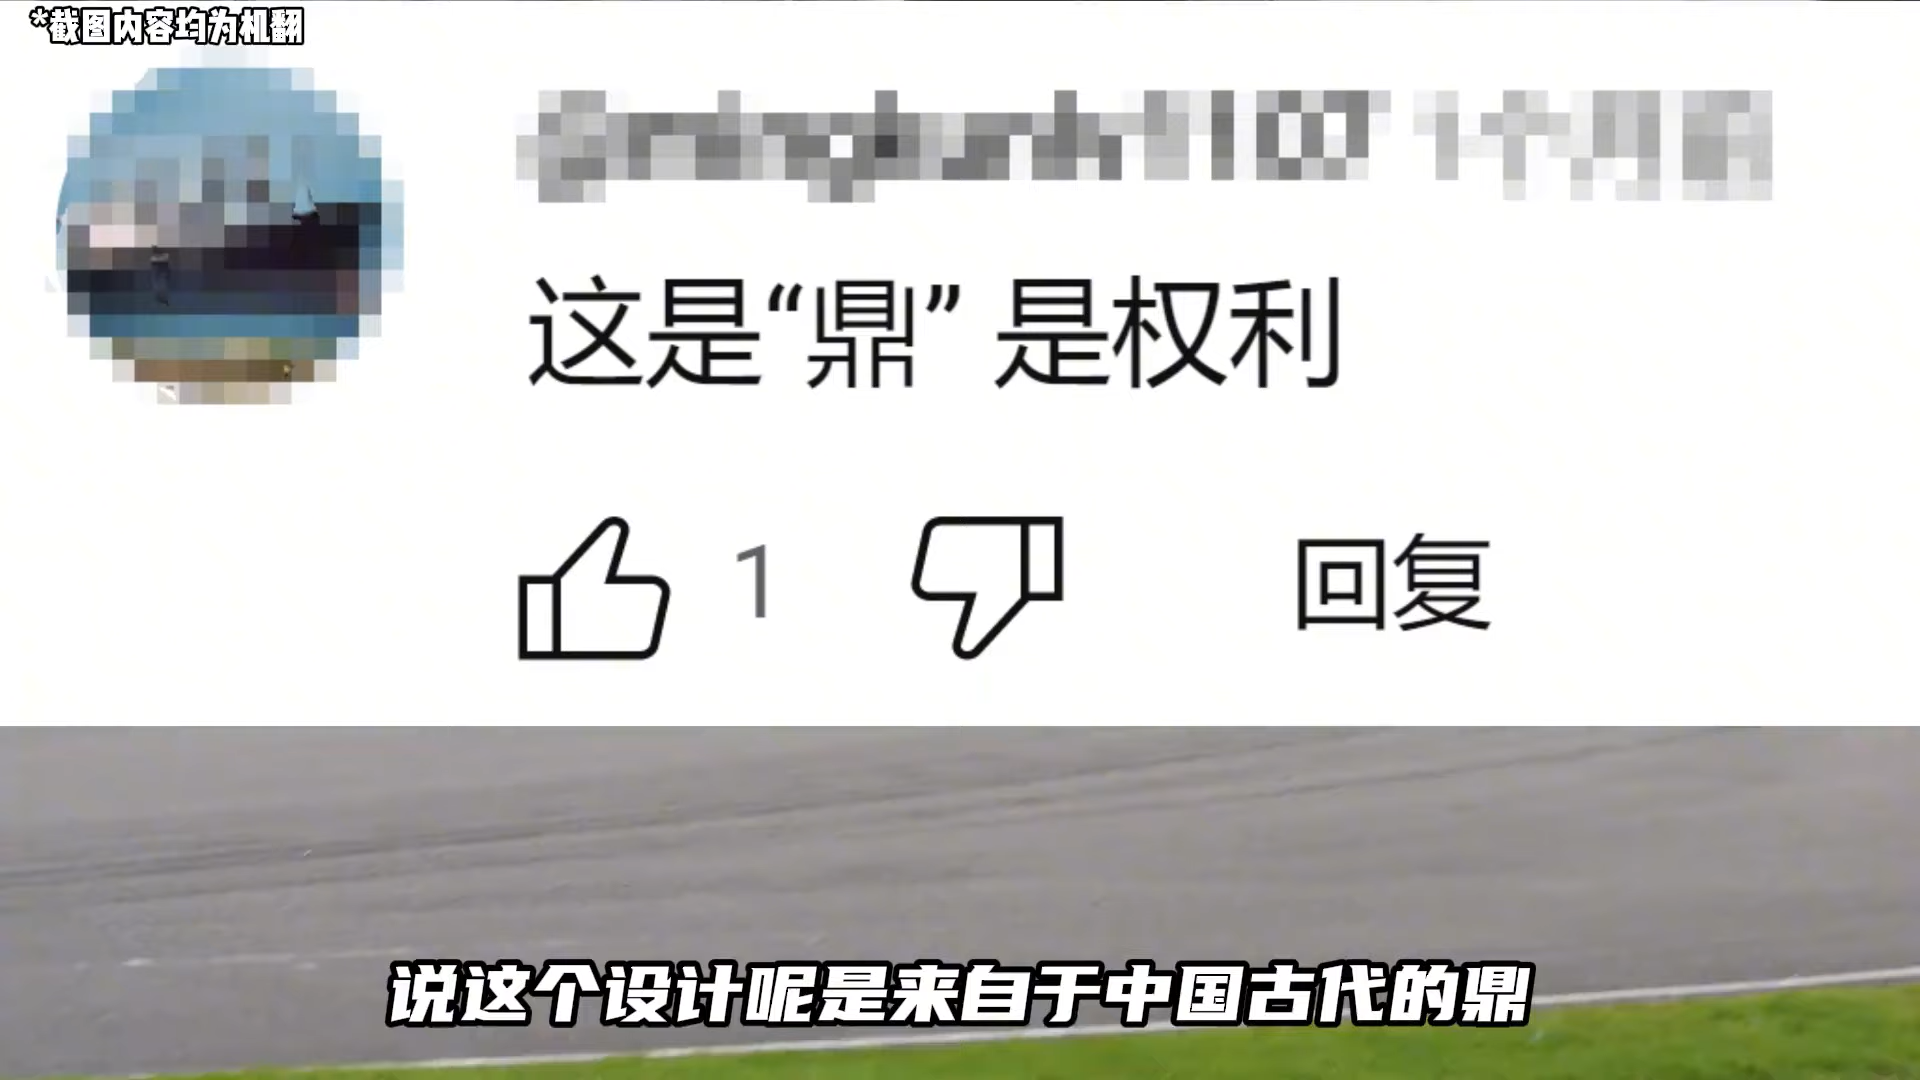 *截图内容均为机翻
这是“鼎” 是权利
1
回复
说这个设计呢是来自于中国古代的鼎